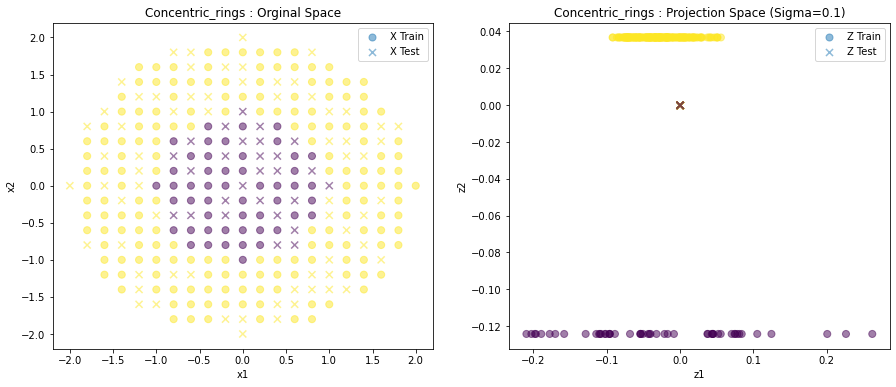 Concentric_rings : Orginal Space
X Train
X Test
2.0
1.5
1.0
0.5
0.0
−0.5
−1.0
−1.5
−2.0
x2
−2.0 −1.5 −1.0 −0.5 0.0 0.5 1.0 1.5 2.0
x1
Concentric_rings : Projection Space (Sigma=0.1)
Z Train
Z Test
0.04
0.02
0.00
−0.02
−0.04
−0.06
−0.08
−0.10
−0.12
z2
−0.2 −0.1 0.0 0.1 0.2
z1